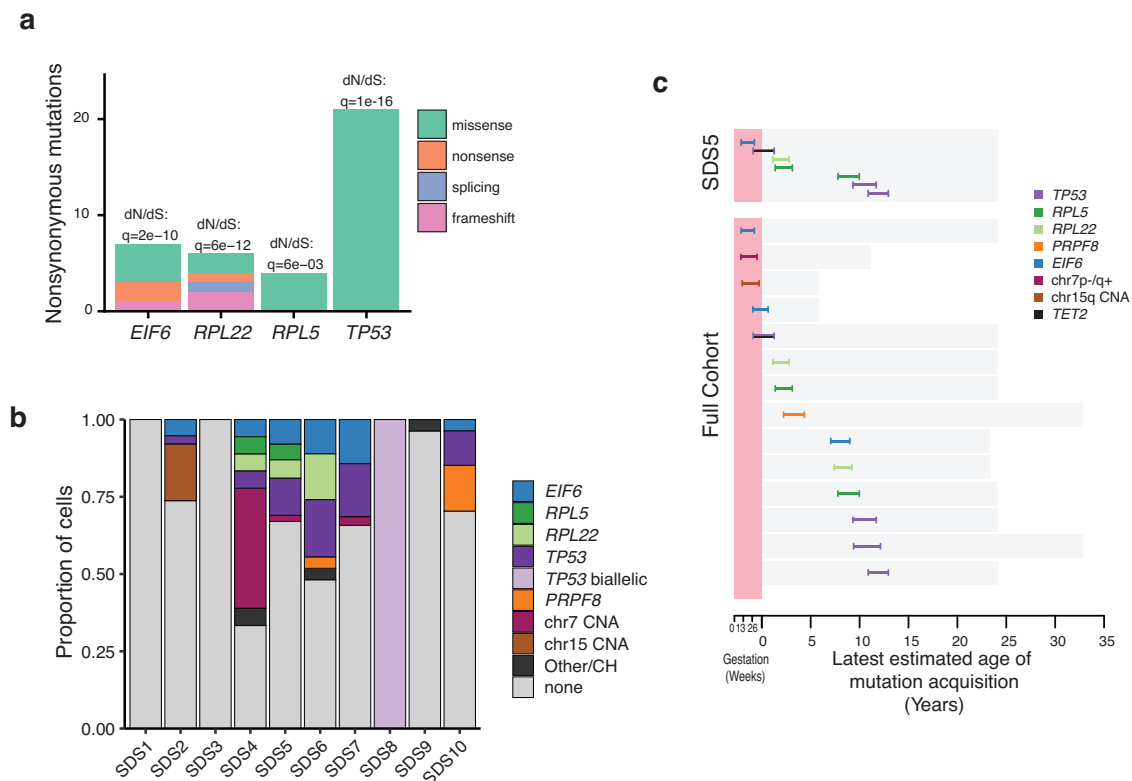 a
Nonsynonymous mutations
20
10
0
dN/dS:
q=2e-10
dN/dS:
q=6e−12
dN/dS:
q=6e−03
dN/dS:
q=1e-16
EIF6
RPL22
RPL5
TP53
missense
nonsense
splicing
frameshift
b
Proportion of cells
1.00
0.75
0.50
0.25
0.00
SDS1
SDS2
SDS3
SDS4
SDS5
SDS6
SDS7
SDS8
SDS9
SDS10
EIF6
RPL5
RPL22
TP53
TP53 biallelic
PRPF8
chr7 CNA
chr15 CNA
Other/CH
none
c
SDS5
Full Cohort
TP53
RPL5
RPL22
PRPF8
EIF6
chr7p-/q+
chr15q CNA
TET2
0 13 26
0
5
10
15
20
25
30
35
Gestation
(Weeks)
Latest estimated age of
mutation acquisition
(Years)